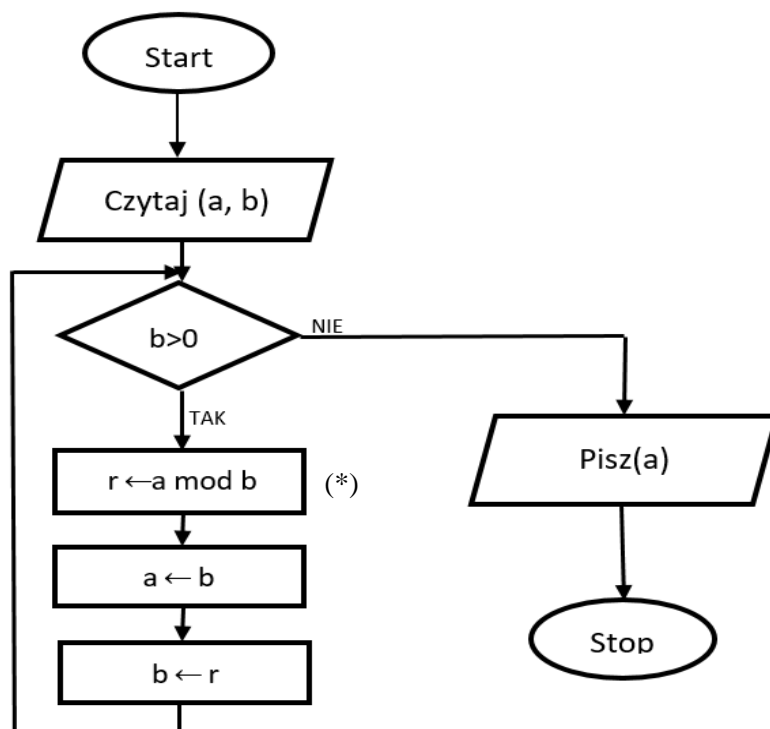 Start
Czytaj (a, b)
b>0
NIE
TAK
r ←a mod b
(*)
a ← b
b ← r
Pisz(a)
Stop